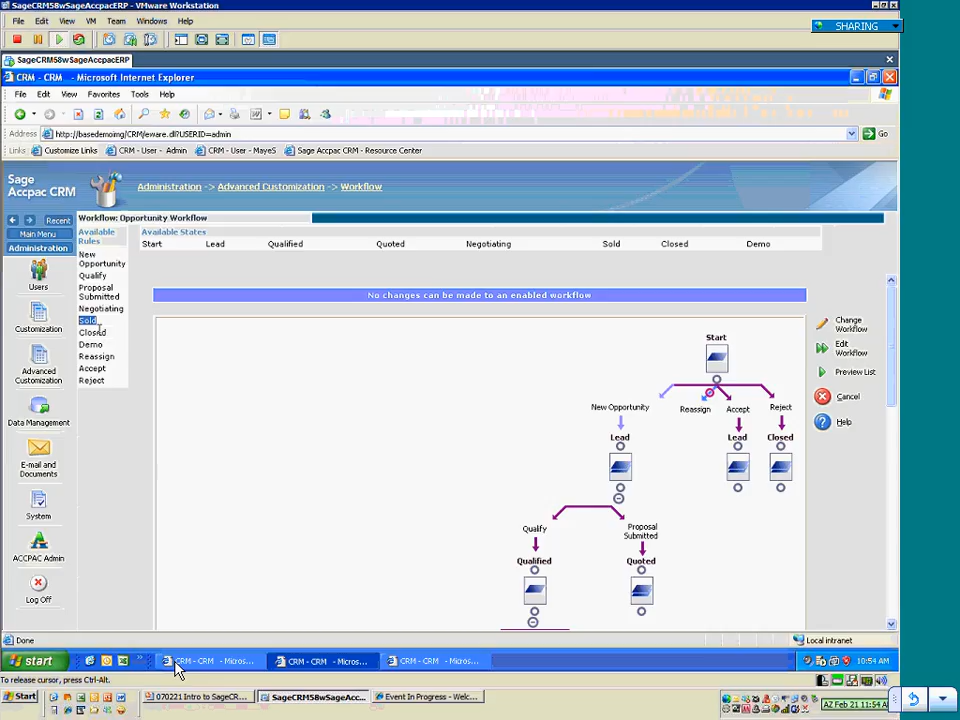 SageCRM58wSageAccpacERP - VMware Workstation
File Edit View VM Team Windows Help
SHARING
SageCRM58wSageAccpacERP
CRM - CRM - Microsoft Internet Explorer
File Edit View Favorites Tools Help
Address http://basedemoimg/CRM/eware.dll?USERID=admin Go
Links Customize Links CRM - User - Admin CRM - User - MayeS Sage Accpac CRM - Resource Center
Sage
Accpac CRM
Administration -> Advanced Customization -> Workflow
Recent
Main Menu
Administration
Users
Customization
Advanced
Customization
Data Management
E-mail and
Documents
System
ACCPAC Admin
Log Off
Workflow: Opportunity Workflow
Available
Rules
New
Opportunity
Qualify
Proposal
Submitted
Negotiating
Sold
Closed
Demo
Reassign
Accept
Reject
Available States
Start Lead Qualified Quoted Negotiating Sold Closed Demo
No changes can be made to an enabled workflow
Start
New Opportunity Reassign Accept Reject
Lead Lead Closed
Qualify
Proposal
Submitted
Qualified Quoted
Change
Workflow
Edit
Workflow
Preview List
Cancel
Help
Done Local intranet
start CRM - CRM - Micros... CRM - CRM - Micros... CRM - CRM - Micros... 10:54 AM
To release cursor, press Ctrl-Alt.
Start 070221 Intro to SageCR... SageCRM58wSageAcc... Event In Progress - Welc... AZ Feb 21 11:54 A